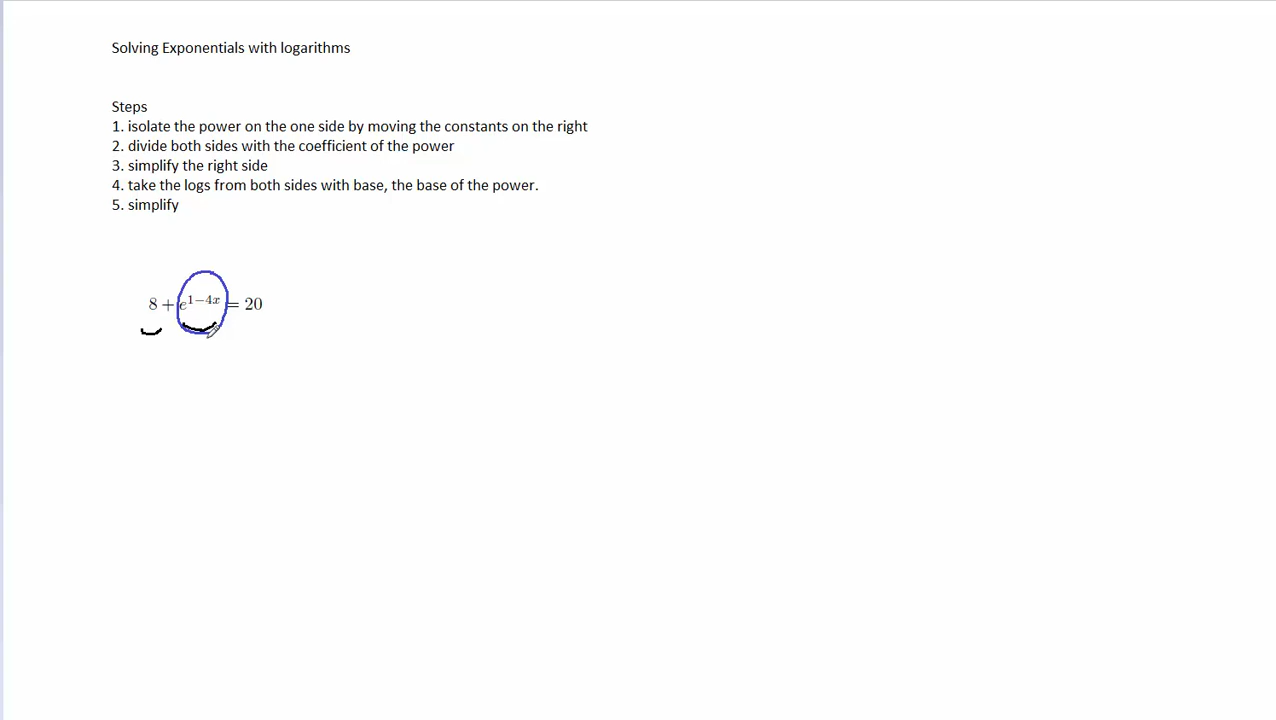 Solving Exponentials with logarithms
Steps
1. isolate the power on the one side by moving the constants on the right
2. divide both sides with the coefficient of the power
3. simplify the right side
4. take the logs from both sides with base, the base of the power.
5. simplify
8 + e^{1−4x} = 20